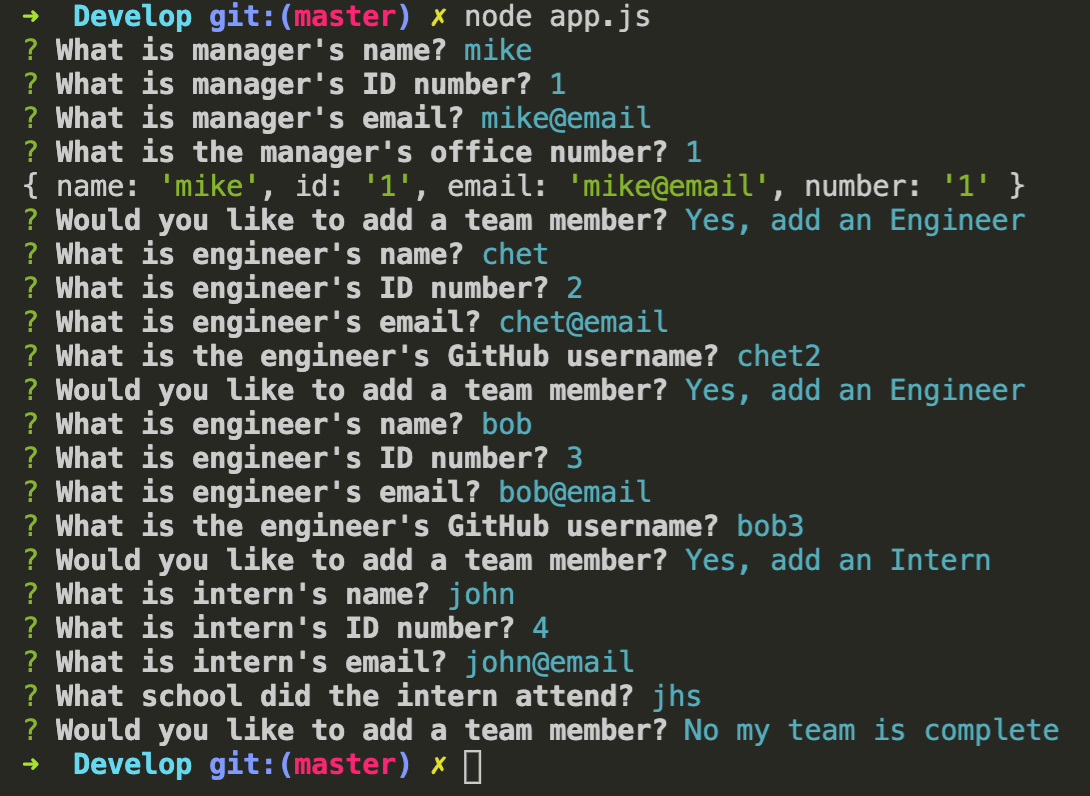 ➜  Develop git:(master) ✗ node app.js
? What is manager's name? mike
? What is manager's ID number? 1
? What is manager's email? mike@email
? What is the manager's office number? 1
{ name: 'mike', id: '1', email: 'mike@email', number: '1' }
? Would you like to add a team member? Yes, add an Engineer
? What is engineer's name? chet
? What is engineer's ID number? 2
? What is engineer's email? chet@email
? What is the engineer's GitHub username? chet2
? Would you like to add a team member? Yes, add an Engineer
? What is engineer's name? bob
? What is engineer's ID number? 3
? What is engineer's email? bob@email
? What is the engineer's GitHub username? bob3
? Would you like to add a team member? Yes, add an Intern
? What is intern's name? john
? What is intern's ID number? 4
? What is intern's email? john@email
? What school did the intern attend? jhs
? Would you like to add a team member? No my team is complete
➜  Develop git:(master) ✗